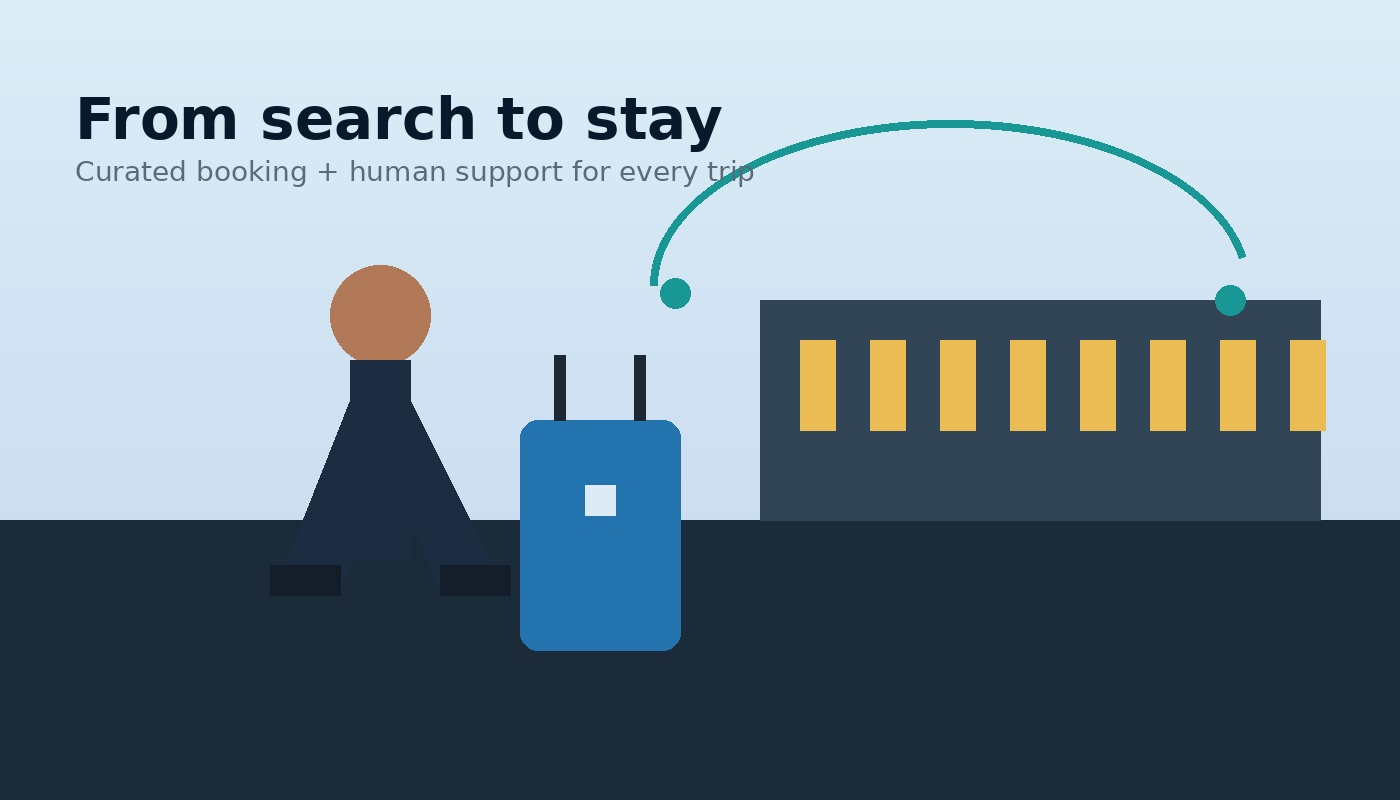 From search to stay
Curated booking + human support for every trip